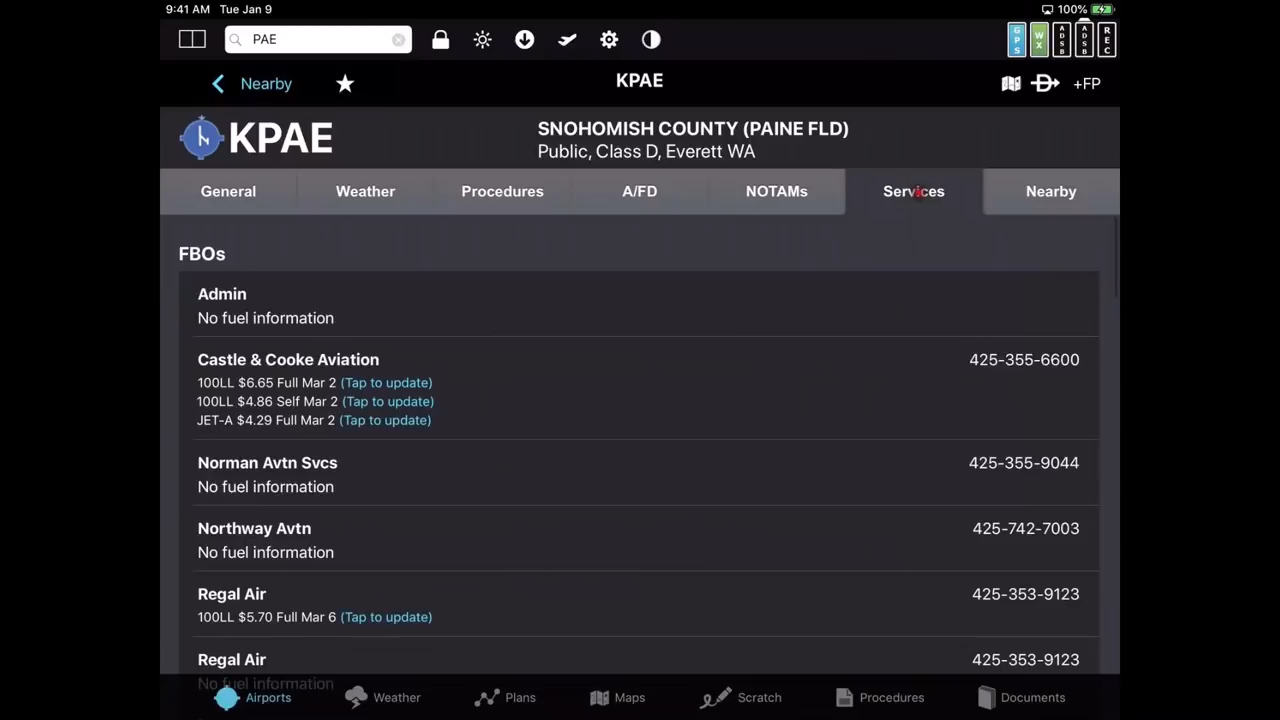 9:41 AM Tue Jan 9
100%
PAE
GPS
WX
ADSB
ADSB
REC
Nearby
KPAE
+FP
KPAE
SNOHOMISH COUNTY (PAINE FLD)
Public, Class D, Everett WA
General Weather Procedures A/FD NOTAMs Services Nearby
FBOs
Admin
No fuel information
Castle & Cooke Aviation 425-355-6600
100LL $6.65 Full Mar 2 (Tap to update)
100LL $4.86 Self Mar 2 (Tap to update)
JET-A $4.29 Full Mar 2 (Tap to update)
Norman Avtn Svcs 425-355-9044
No fuel information
Northway Avtn 425-742-7003
No fuel information
Regal Air 425-353-9123
100LL $5.70 Full Mar 6 (Tap to update)
Regal Air 425-353-9123
No fuel information
Airports Weather Plans Maps Scratch Procedures Documents